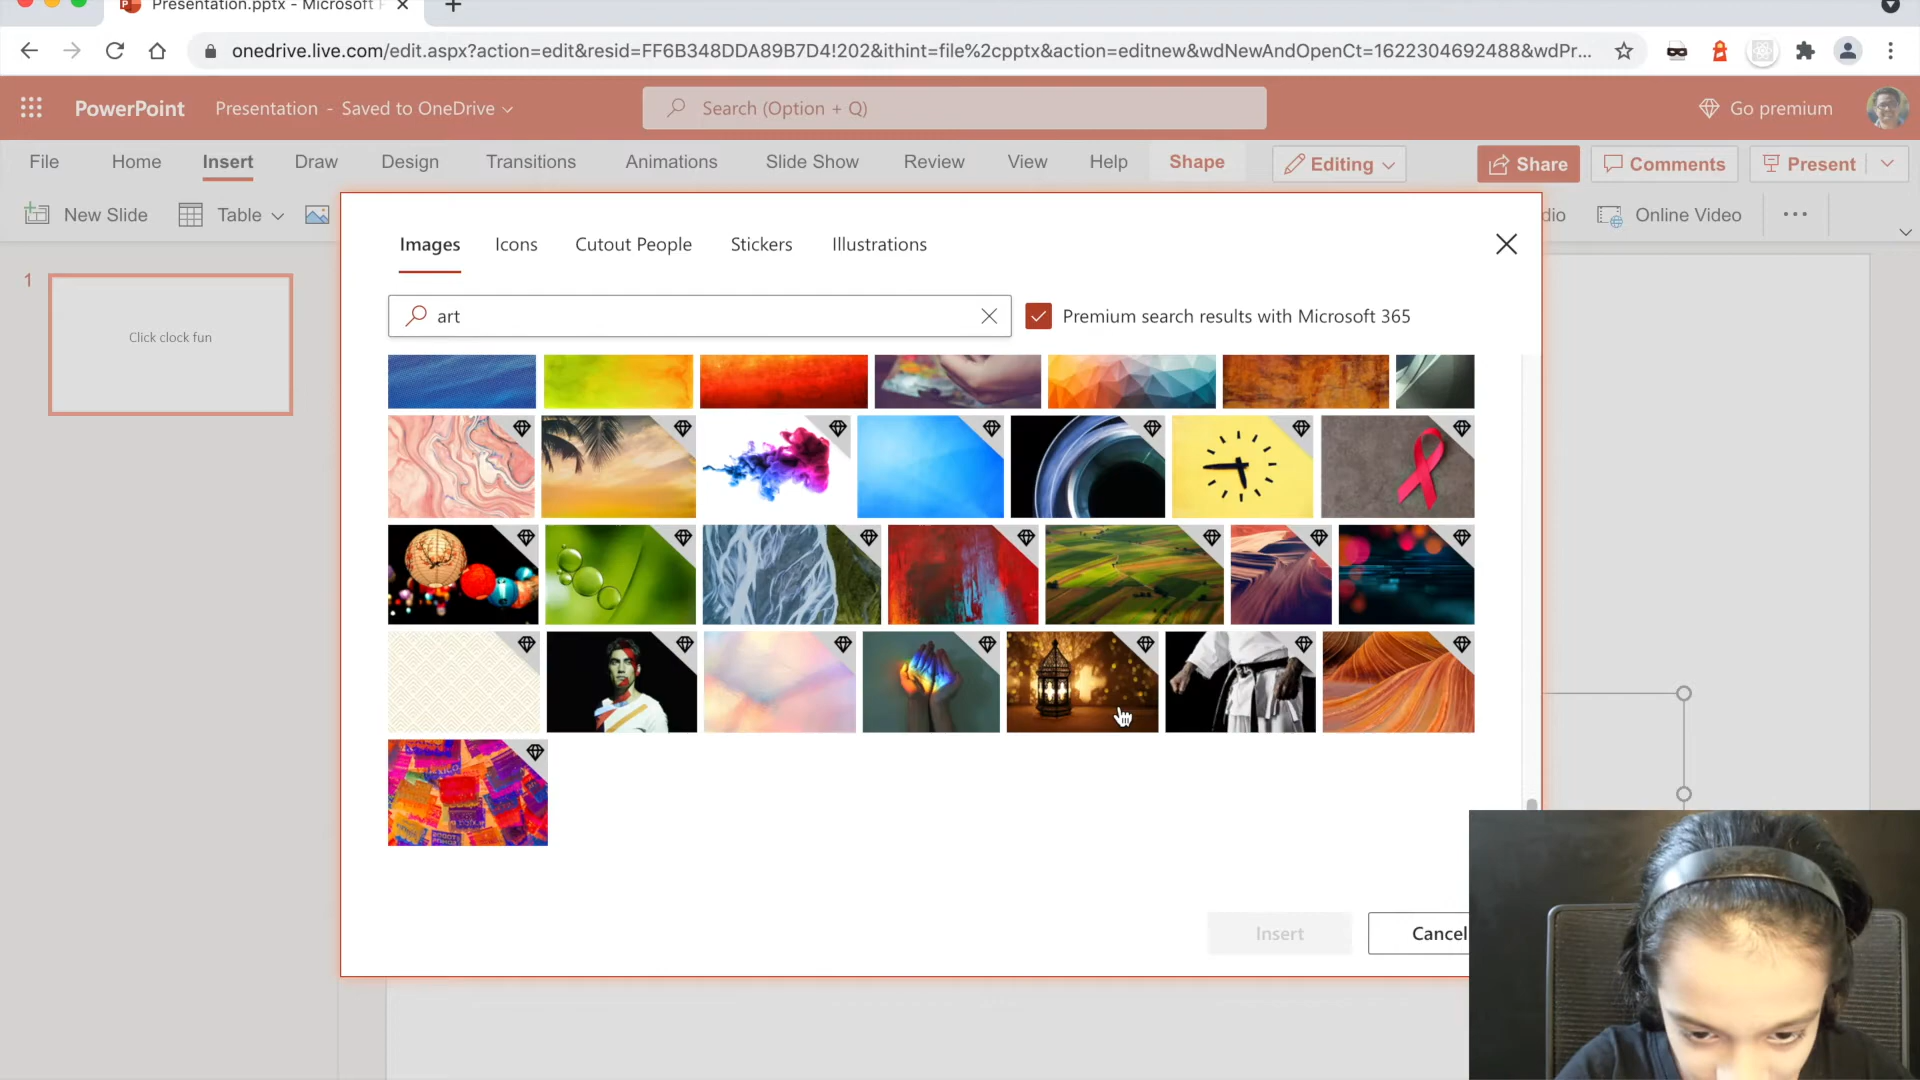 Presentation.pptx - Microsoft
onedrive.live.com/edit.aspx?action=edit&resid=FF6B348DDA89B7D4!202&ithint=file%2cpptx&action=editnew&wdNewAndOpenCt=1622304692488&wdPr...
PowerPoint Presentation - Saved to OneDrive Search (Option + Q) Go premium
File Home Insert Draw Design Transitions Animations Slide Show Review View Help Shape Editing Share Comments Present
New Slide Table Online Video ...
Images Icons Cutout People Stickers Illustrations
art Premium search results with Microsoft 365
1
Click clock fun
Insert Cancel